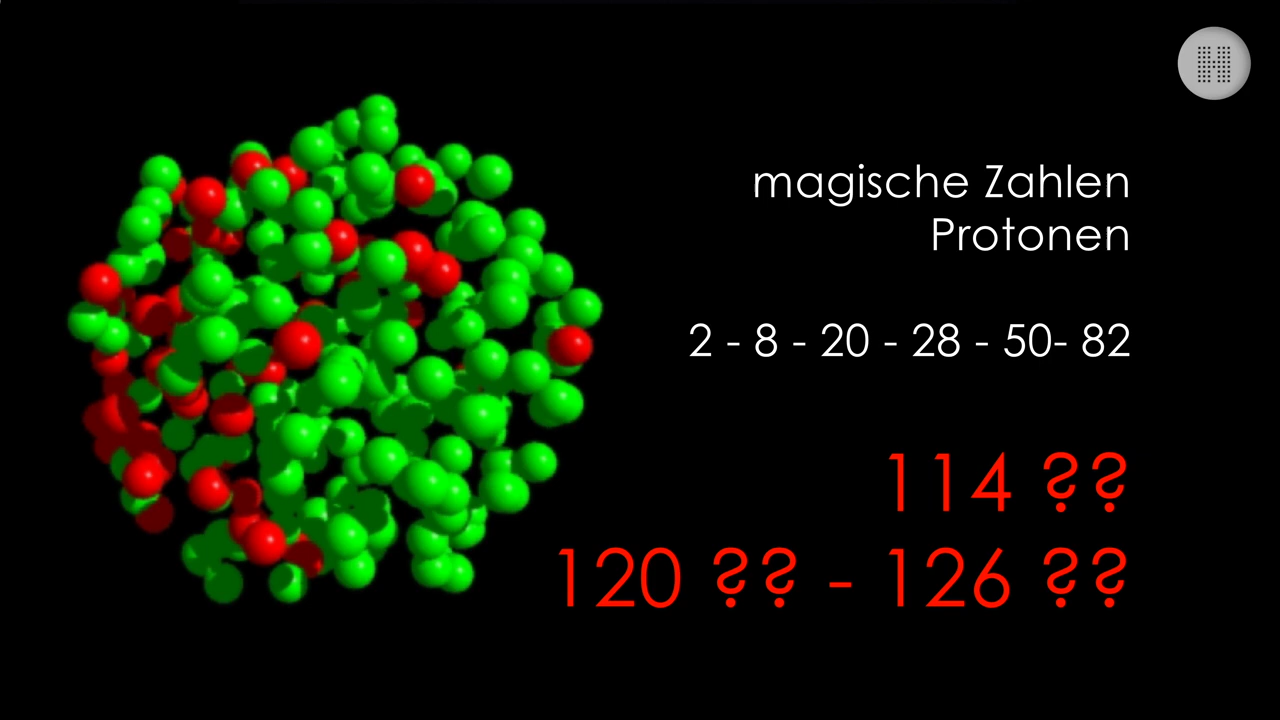 H
magische Zahlen
Protonen
2 - 8 - 20 - 28 - 50- 82
114 ??
120 ?? - 126 ??